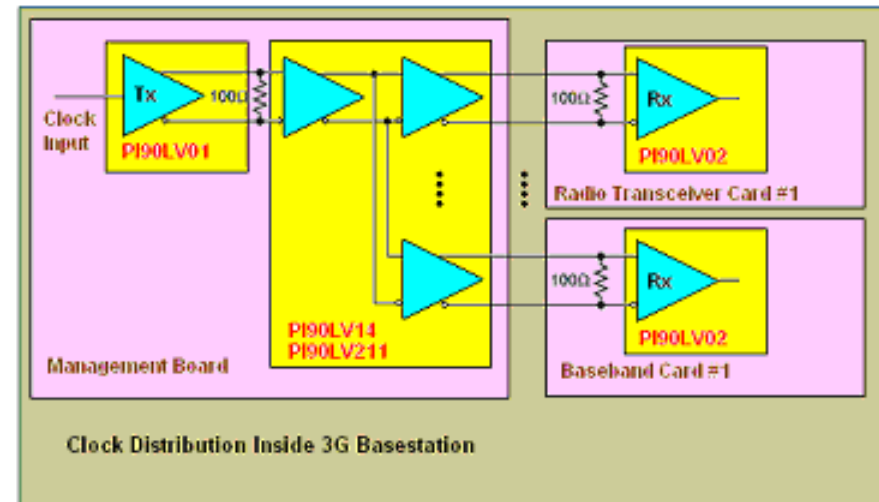 Tx
100Ω
Clock
Input
PI90LV01
PI90LV14
PI90LV211
Management Board
100Ω
Rx
PI90LV02
Radio Transceiver Card #1
100Ω
Rx
PI90LV02
Baseband Card #1
Clock Distribution Inside 3G Basestation